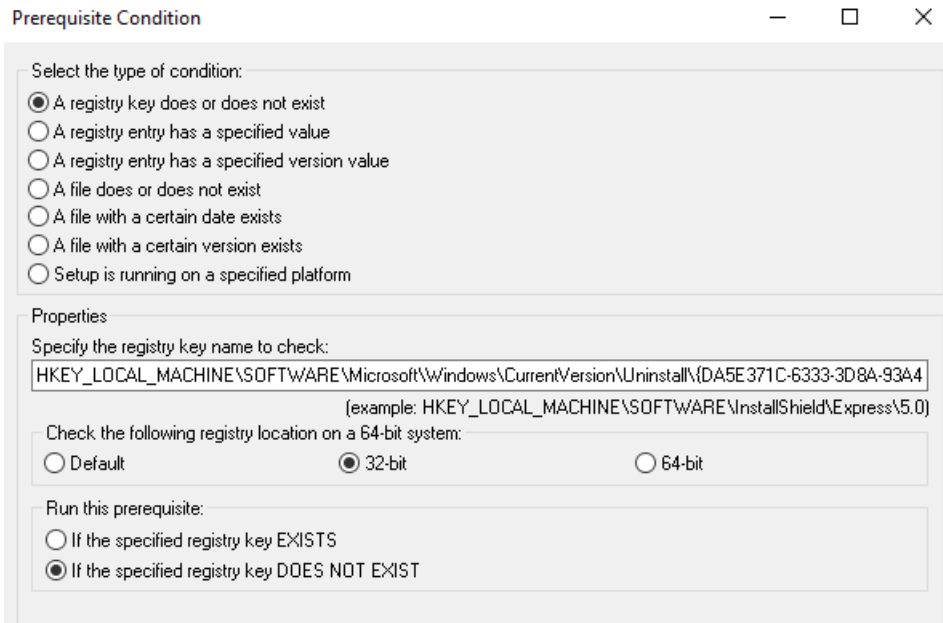 Prerequisite Condition
Select the type of condition:
A registry key does or does not exist
A registry entry has a specified value
A registry entry has a specified version value
A file does or does not exist
A file with a certain date exists
A file with a certain version exists
Setup is running on a specified platform
Properties
Specify the registry key name to check:
HKEY_LOCAL_MACHINE\SOFTWARE\Microsoft\Windows\CurrentVersion\Uninstall\{DA5E371C-6333-3D8A-93A4
(example: HKEY_LOCAL_MACHINE\SOFTWARE\InstallShield\Express\5.0)
Check the following registry location on a 64-bit system:
Default 32-bit 64-bit
Run this prerequisite:
If the specified registry key EXISTS
If the specified registry key DOES NOT EXIST